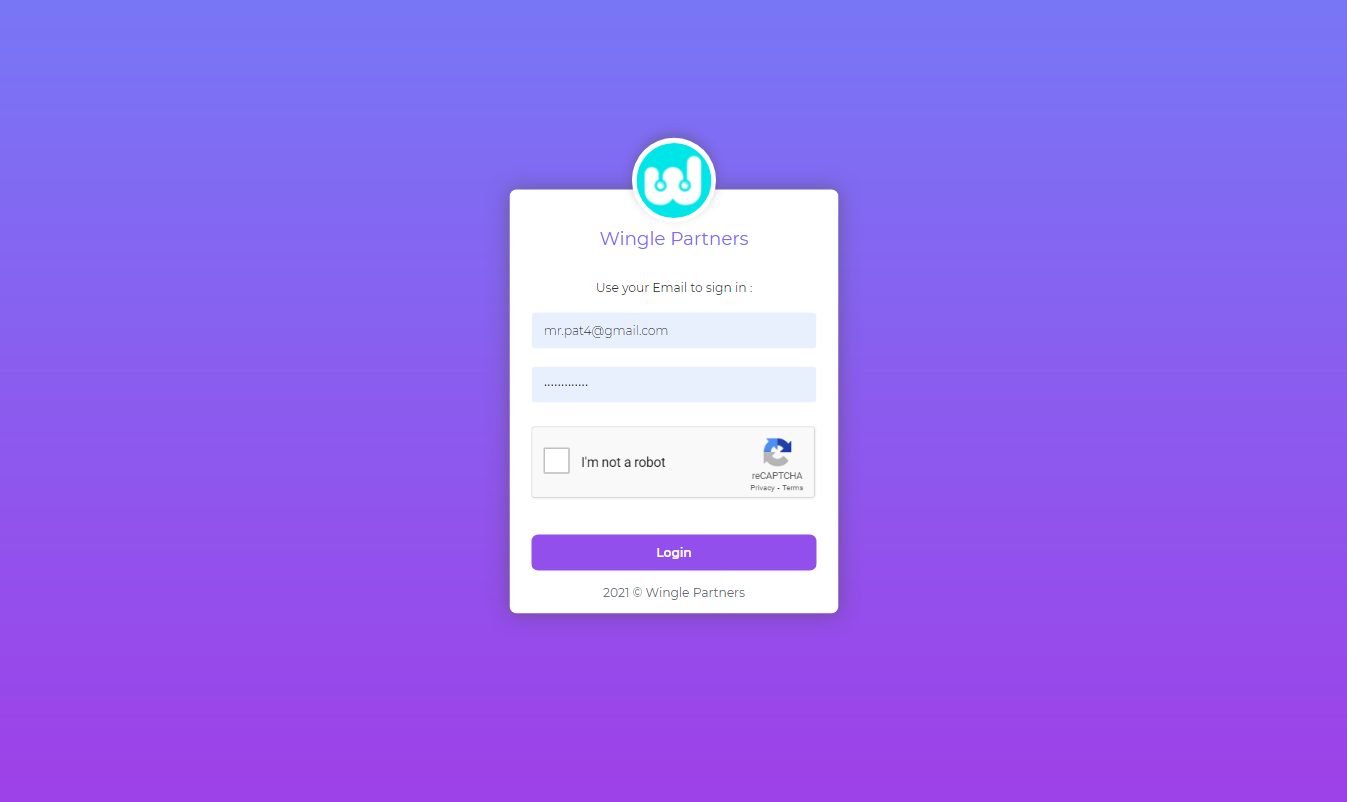 Wingle Partners
Use your Email to sign in :
mr.pat4@gmail.com
•••••••••••••
I'm not a robot
reCAPTCHA
Privacy - Terms
Login
2021 © Wingle Partners